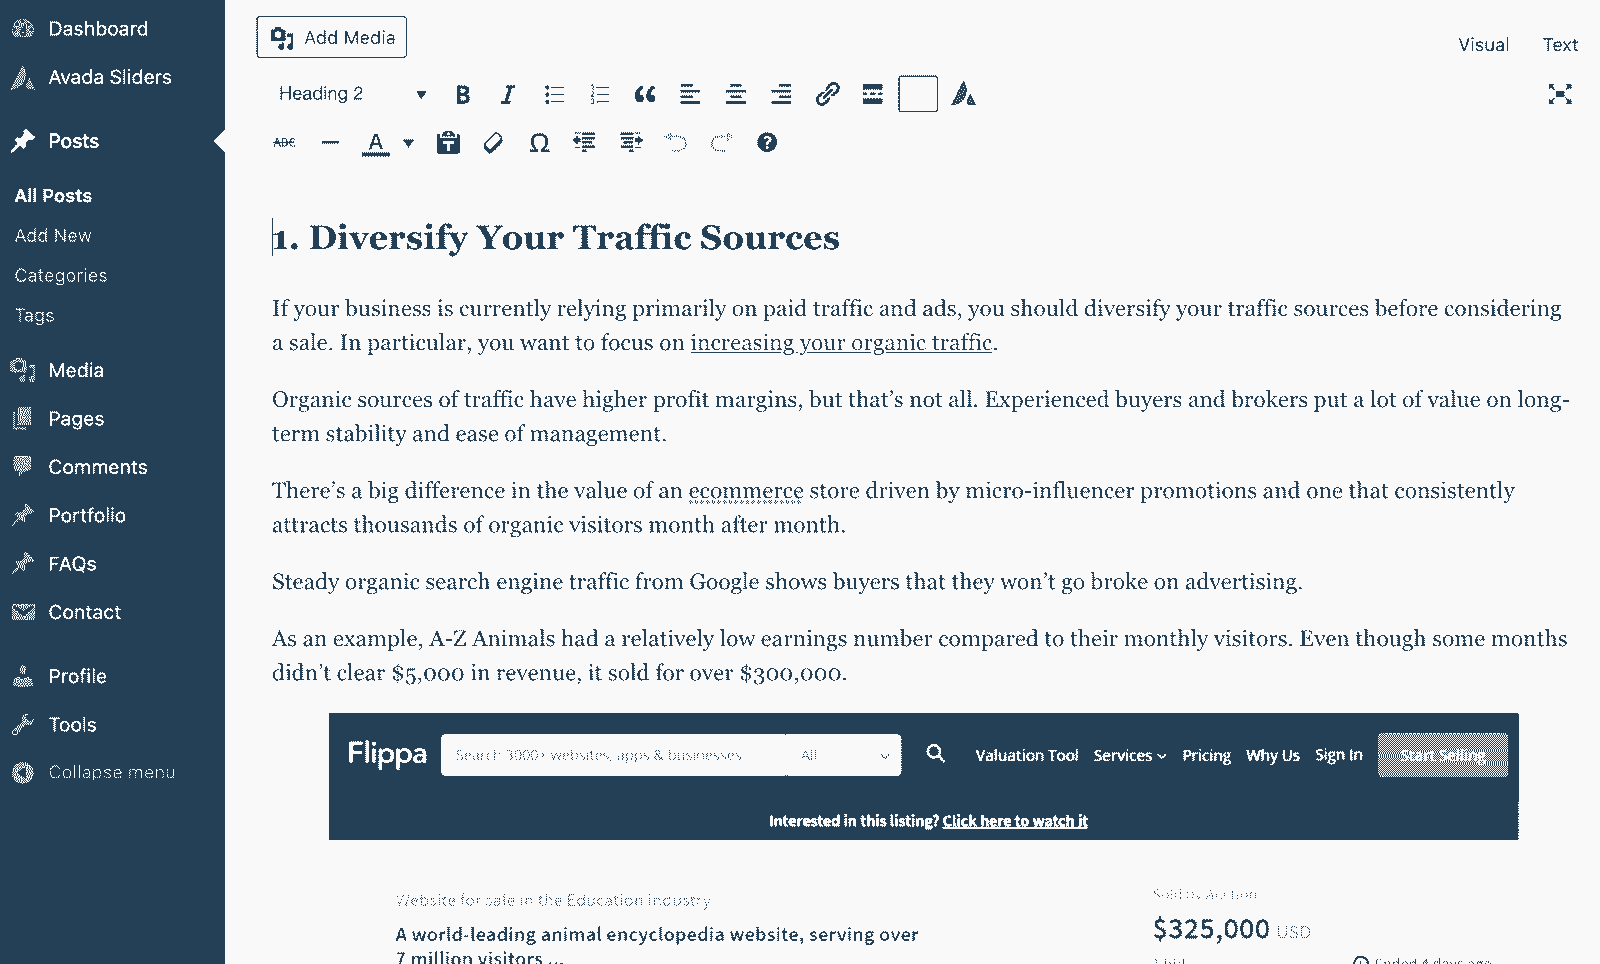 Dashboard
Avada Sliders
Posts
All Posts
Add New
Categories
Tags
Media
Pages
Comments
Portfolio
FAQs
Contact
Profile
Tools
Collapse menu
Add Media
Visual Text
Heading 2
B I
ABC A
1. Diversify Your Traffic Sources
If your business is currently relying primarily on paid traffic and ads, you should diversify your traffic sources before considering
a sale. In particular, you want to focus on increasing your organic traffic.
Organic sources of traffic have higher profit margins, but that’s not all. Experienced buyers and brokers put a lot of value on long-
term stability and ease of management.
There’s a big difference in the value of an ecommerce store driven by micro-influencer promotions and one that consistently
attracts thousands of organic visitors month after month.
Steady organic search engine traffic from Google shows buyers that they won’t go broke on advertising.
As an example, A-Z Animals had a relatively low earnings number compared to their monthly visitors. Even though some months
didn’t clear $5,000 in revenue, it sold for over $300,000.
Flippa Search 3000+ websites, apps & businesses All Valuation Tool Services Pricing Why Us Sign In Start Selling
Interested in this listing? Click here to watch it
Website for sale in the Education industry
Sold by Auction
A world-leading animal encyclopedia website, serving over
7 million visitors ...
$325,000 USD
1 bid Ended 4 days ago